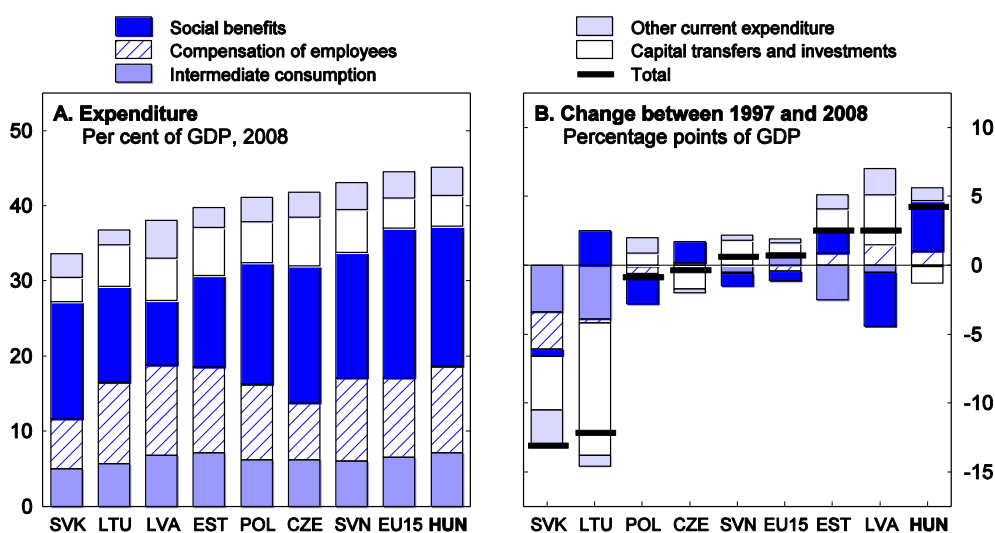 Social benefits
Compensation of employees
Intermediate consumption
Other current expenditure
Capital transfers and investments
Total
A. Expenditure
Per cent of GDP, 2008
50
40
30
20
10
0
SVK LTU LVA EST POL CZE SVN EU15 HUN
B. Change between 1997 and 2008
Percentage points of GDP
10
5
0
-5
-10
-15
SVK LTU POL CZE SVN EU15 EST LVA HUN